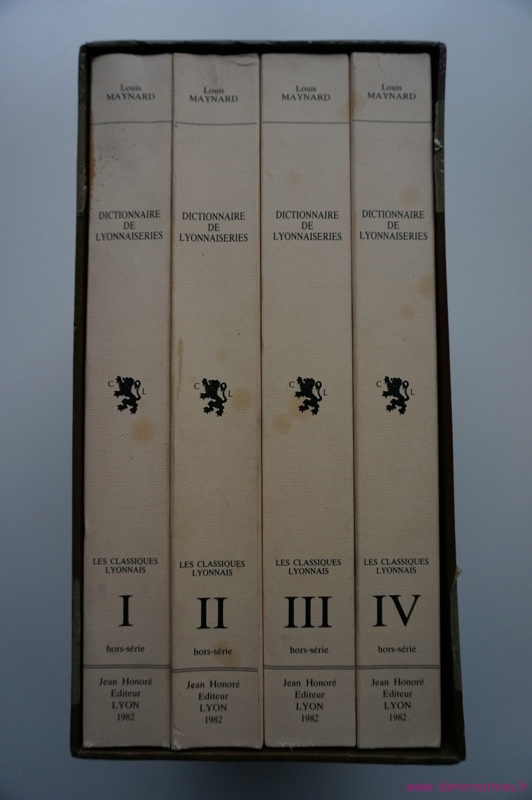 Louis
MAYNARD
DICTIONNAIRE
DE
LYONNAISERIES
C L
LES CLASSIQUES
LYONNAIS
I
hors-série
Jean Honoré
Editeur
LYON
1982
Louis
MAYNARD
DICTIONNAIRE
DE
LYONNAISERIES
C L
LES CLASSIQUES
LYONNAIS
II
hors-série
Jean Honoré
Editeur
LYON
1982
Louis
MAYNARD
DICTIONNAIRE
DE
LYONNAISERIES
C L
LES CLASSIQUES
LYONNAIS
III
hors-série
Jean Honoré
Editeur
LYON
1982
Louis
MAYNARD
DICTIONNAIRE
DE
LYONNAISERIES
C L
LES CLASSIQUES
LYONNAIS
IV
hors-série
Jean Honoré
Editeur
LYON
1982